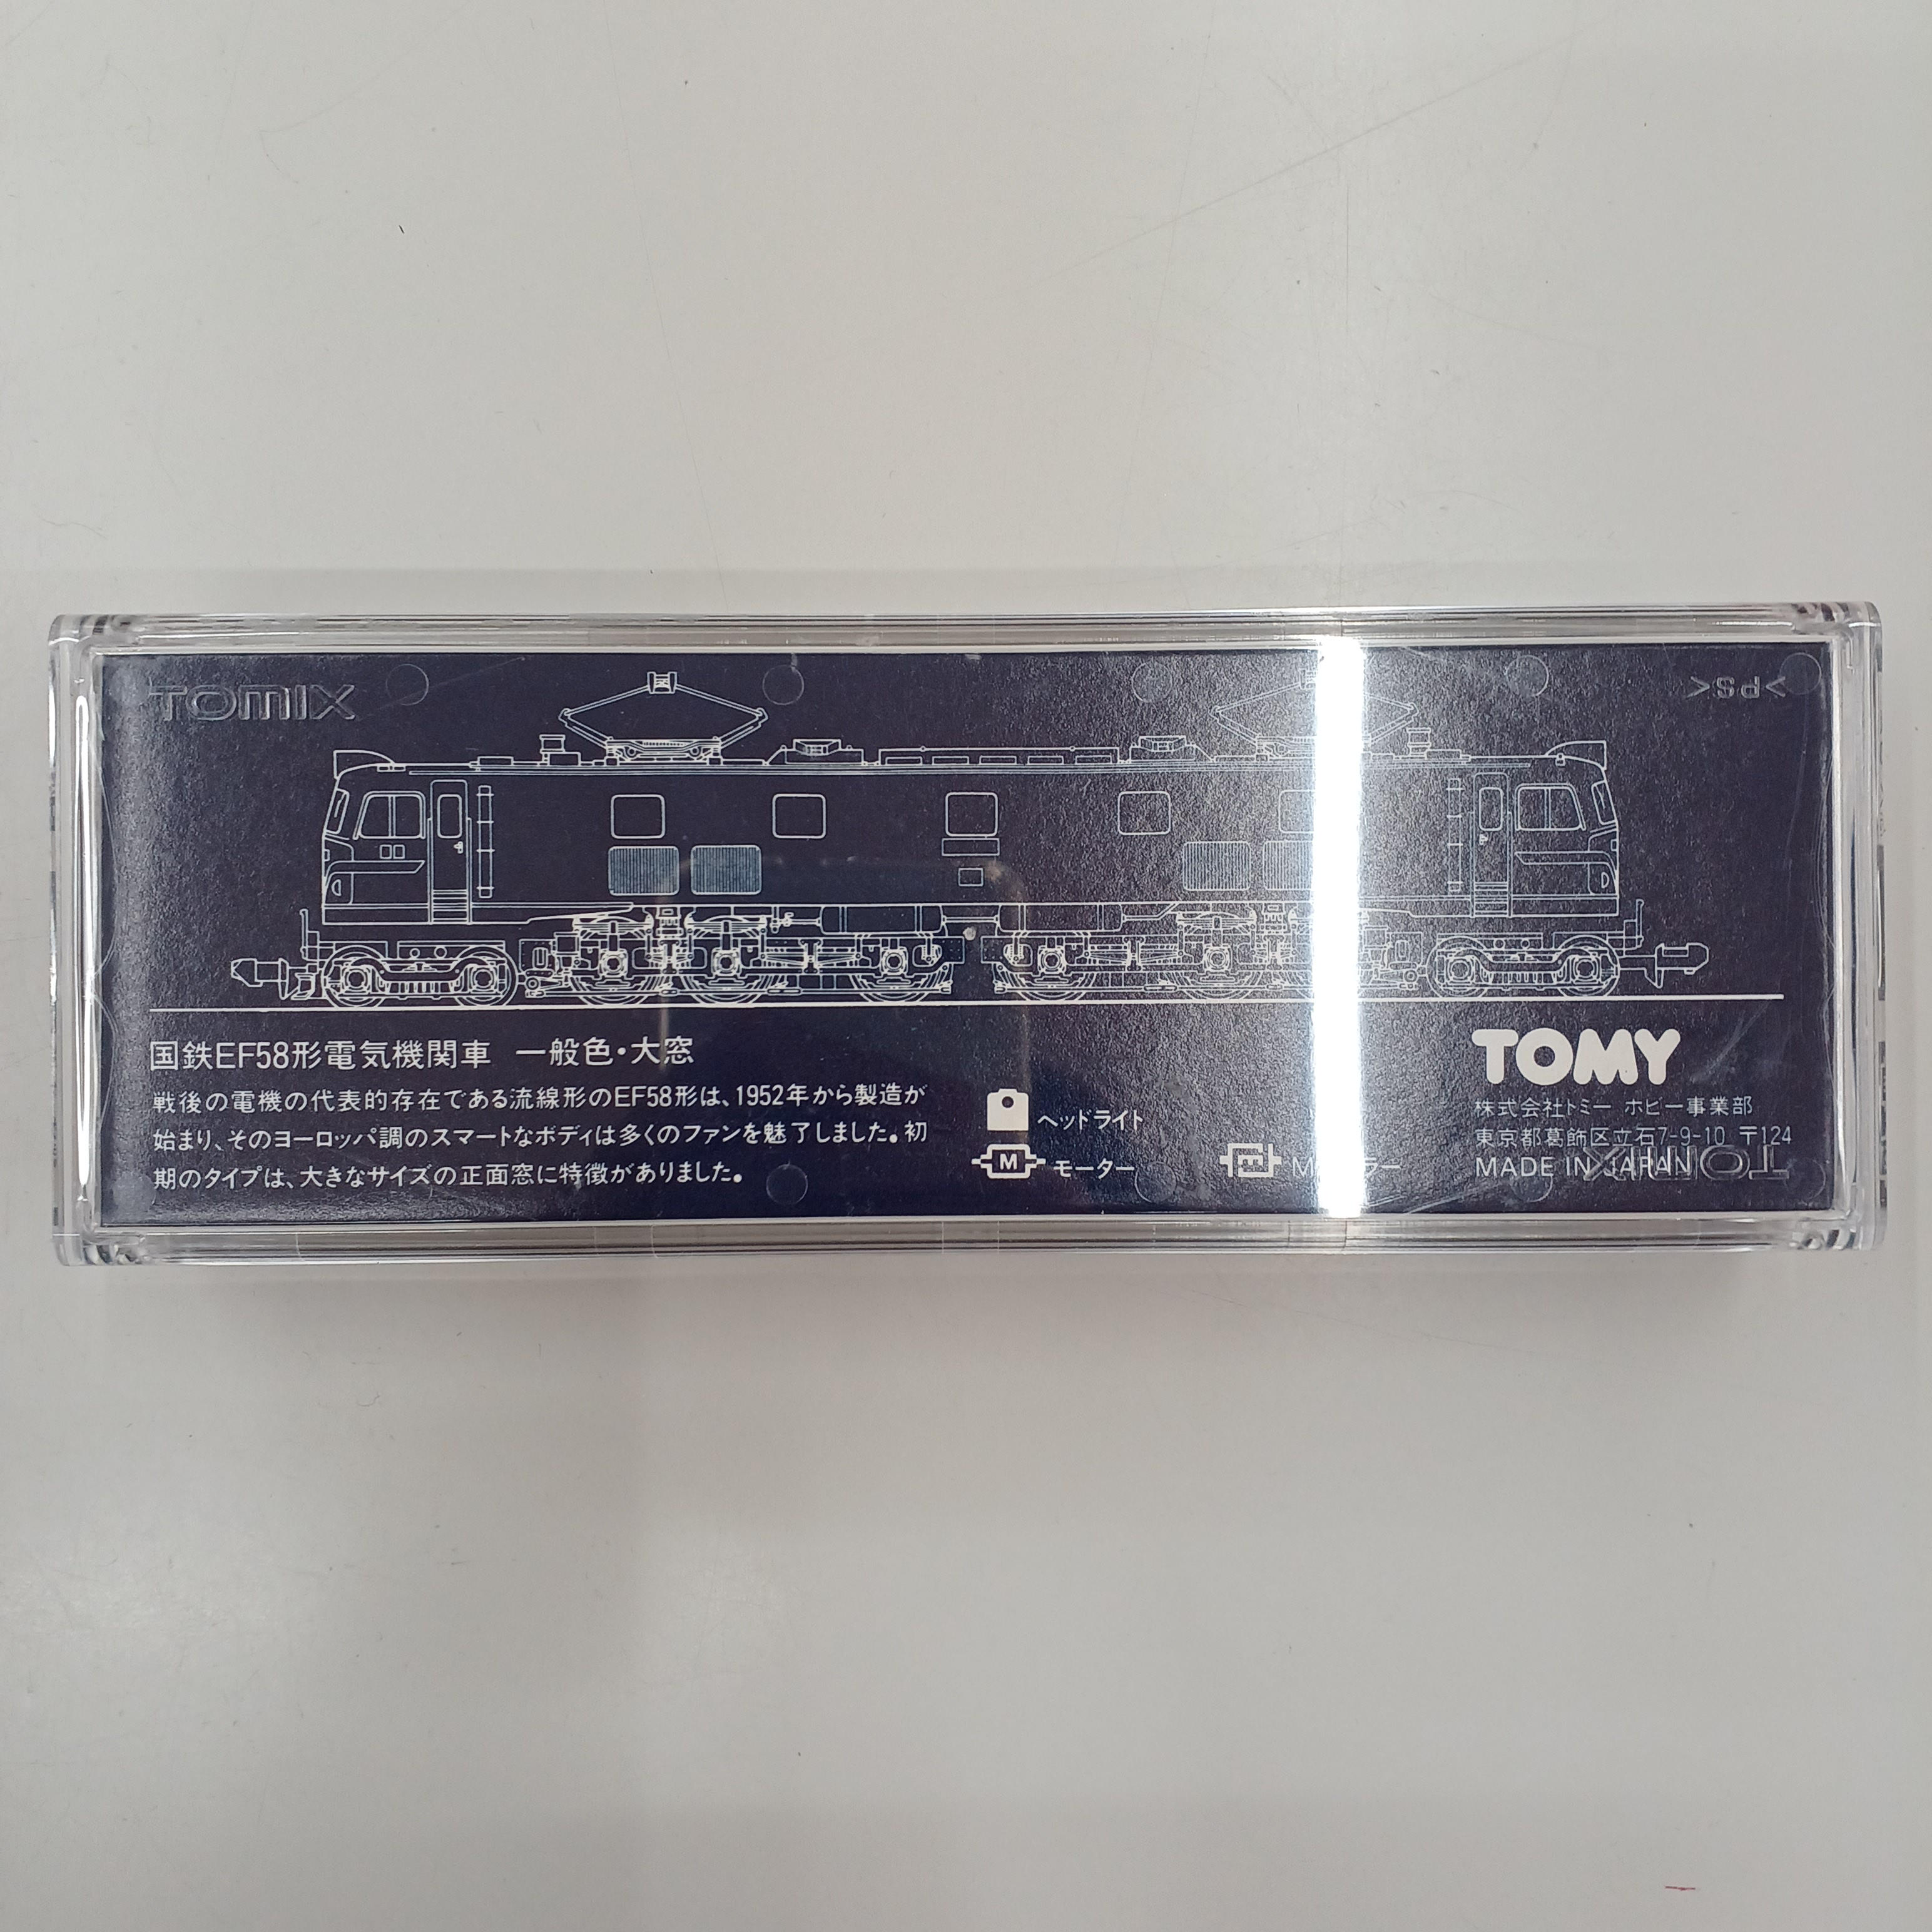 TOMIX
<PS>
国鉄EF58形電気機関車 一般色・大窓
戦後の電機の代表的存在である流線形のEF58形は、1952年から製造が
始まり、そのヨーロッパ調のスマートなボディは多くのファンを魅了しました。初
期のタイプは、大きなサイズの正面窓に特徴がありました。
ヘッドライト
M モーター
TOMY
株式会社トミー ホビー事業部
東京都葛飾区立石7-9-10 〒124
MADE IN JAPAN
TOMIX